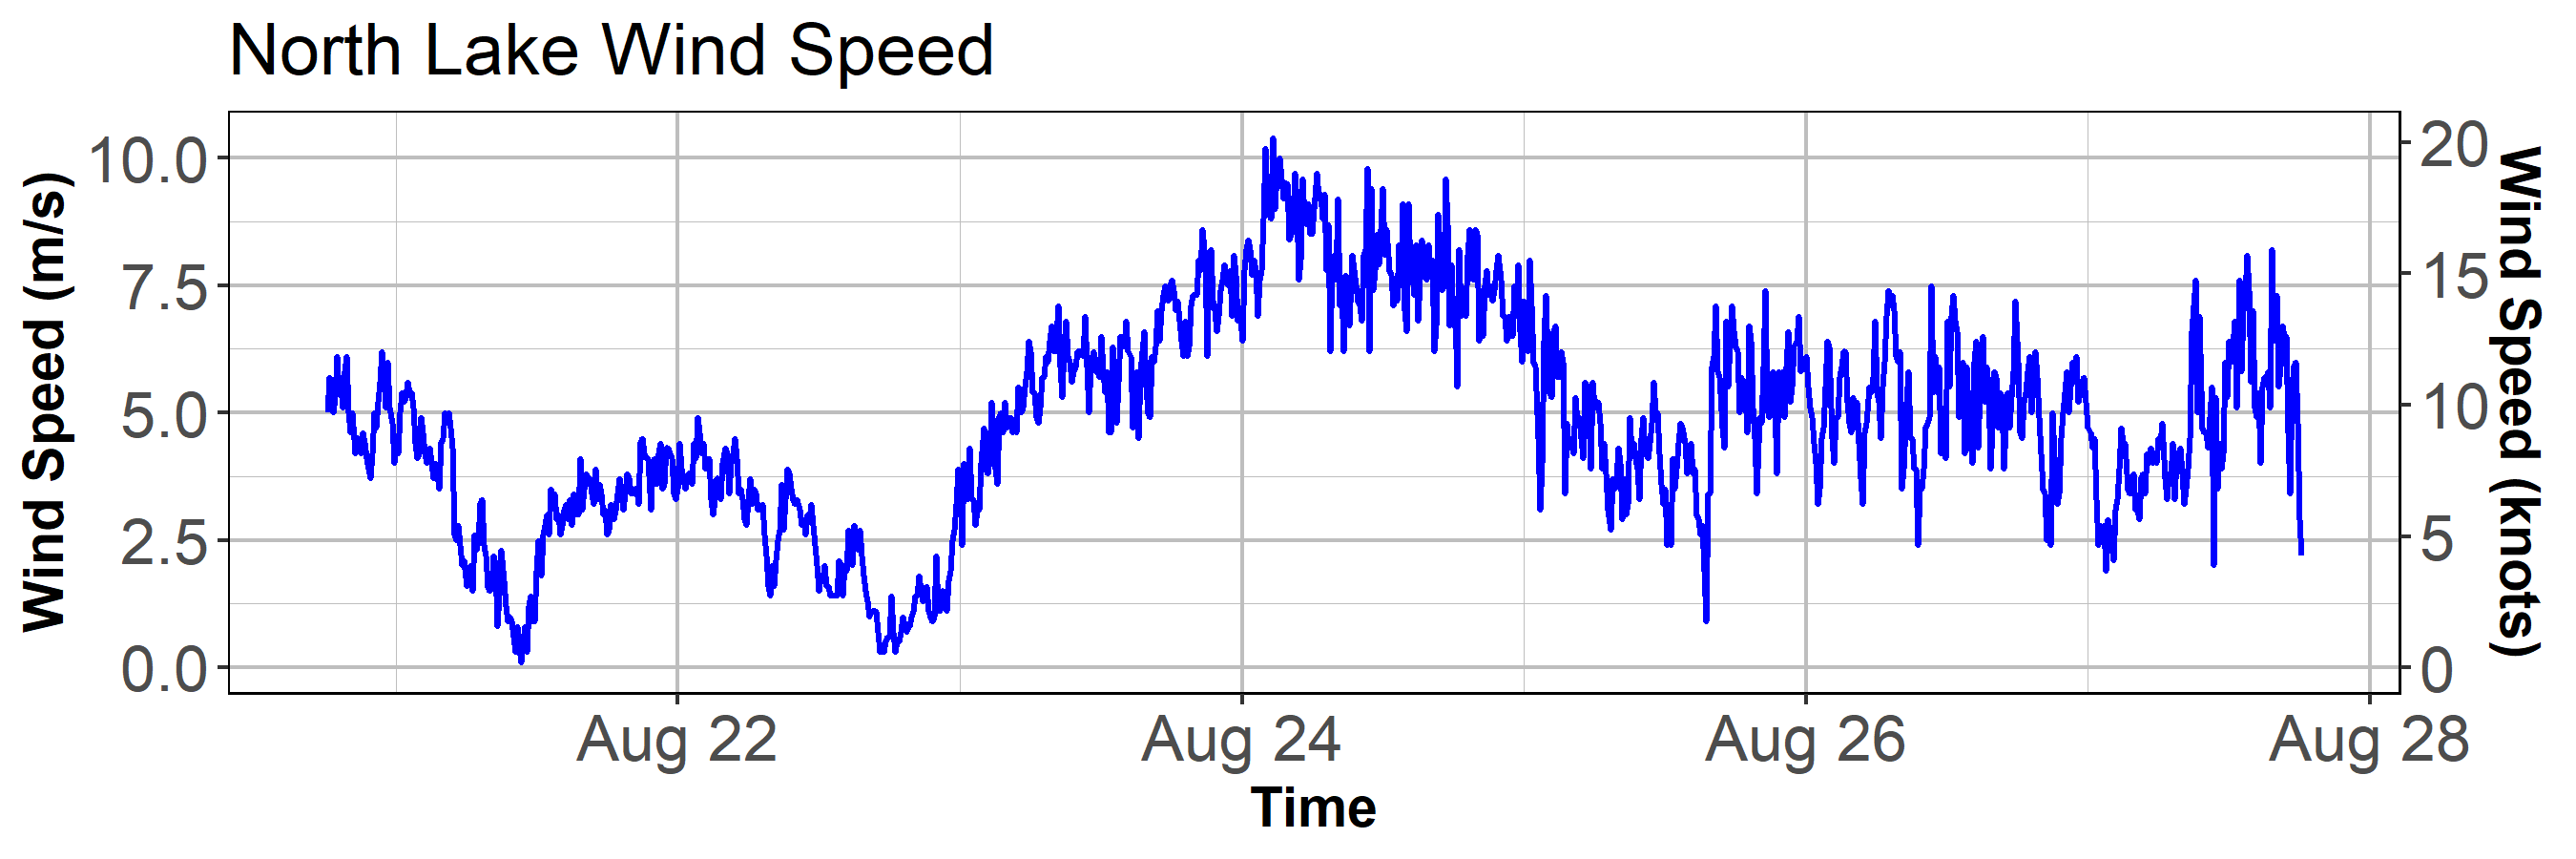 North Lake Wind Speed
Wind Speed (m/s)
10.0
7.5
5.0
2.5
0.0
20
15
10
5
0
Wind Speed (knots)
Aug 22
Aug 24
Aug 26
Aug 28
Time